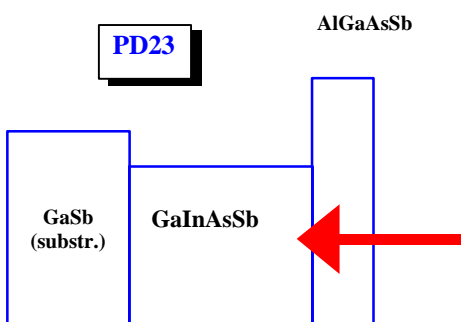 AlGaAsSb
PD23
GaSb
(substr.)
GaInAsSb